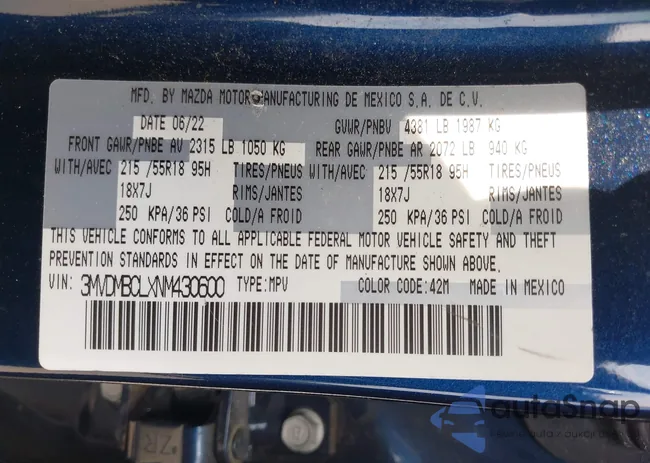 MFD. BY MAZDA MOTOR MANUFACTURING DE MEXICO S.A. DE C.V.
DATE 06/22 GVWR/PNBV 4381 LB 1987 KG
FRONT GAWR/PNBE AV 2315 LB 1050 KG REAR GAWR/PNBE AR 2072 LB 940 KG
WITH/AVEC 215 /55R18 95H TIRES/PNEUS WITH/AVEC 215 /55R18 95H TIRES/PNEUS
18X7J RIMS/JANTES 18X7J RIMS/JANTES
250 KPA/36 PSI COLD/A FROID 250 KPA/36 PSI COLD/A FROID
THIS VEHICLE CONFORMS TO ALL APPLICABLE FEDERAL MOTOR VEHICLE SAFETY AND THEFT
PREVENTION STANDARDS IN EFFECT ON THE DATE OF MANUFACTURE SHOWN ABOVE.
VIN: 3MVDMBCLXNM430600 TYPE:MPV COLOR CODE:42M MADE IN MEXICO
ZR
autoSnap